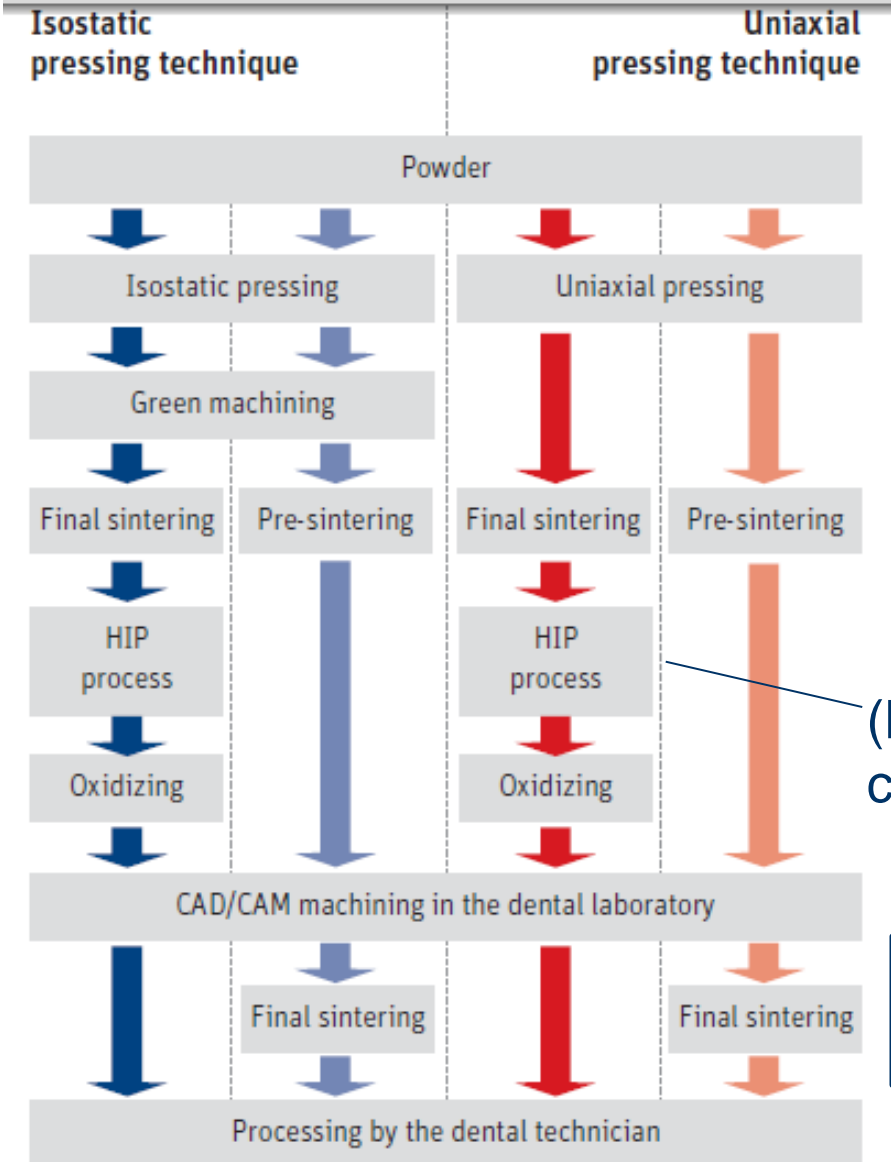 Isostatic
pressing technique
Uniaxial
pressing technique
Powder
Isostatic pressing
Uniaxial pressing
Green machining
Final sintering
Pre-sintering
Final sintering
Pre-sintering
HIP
process
HIP
process
Oxidizing
Oxidizing
CAD/CAM machining in the dental laboratory
Final sintering
Final sintering
Processing by the dental technician